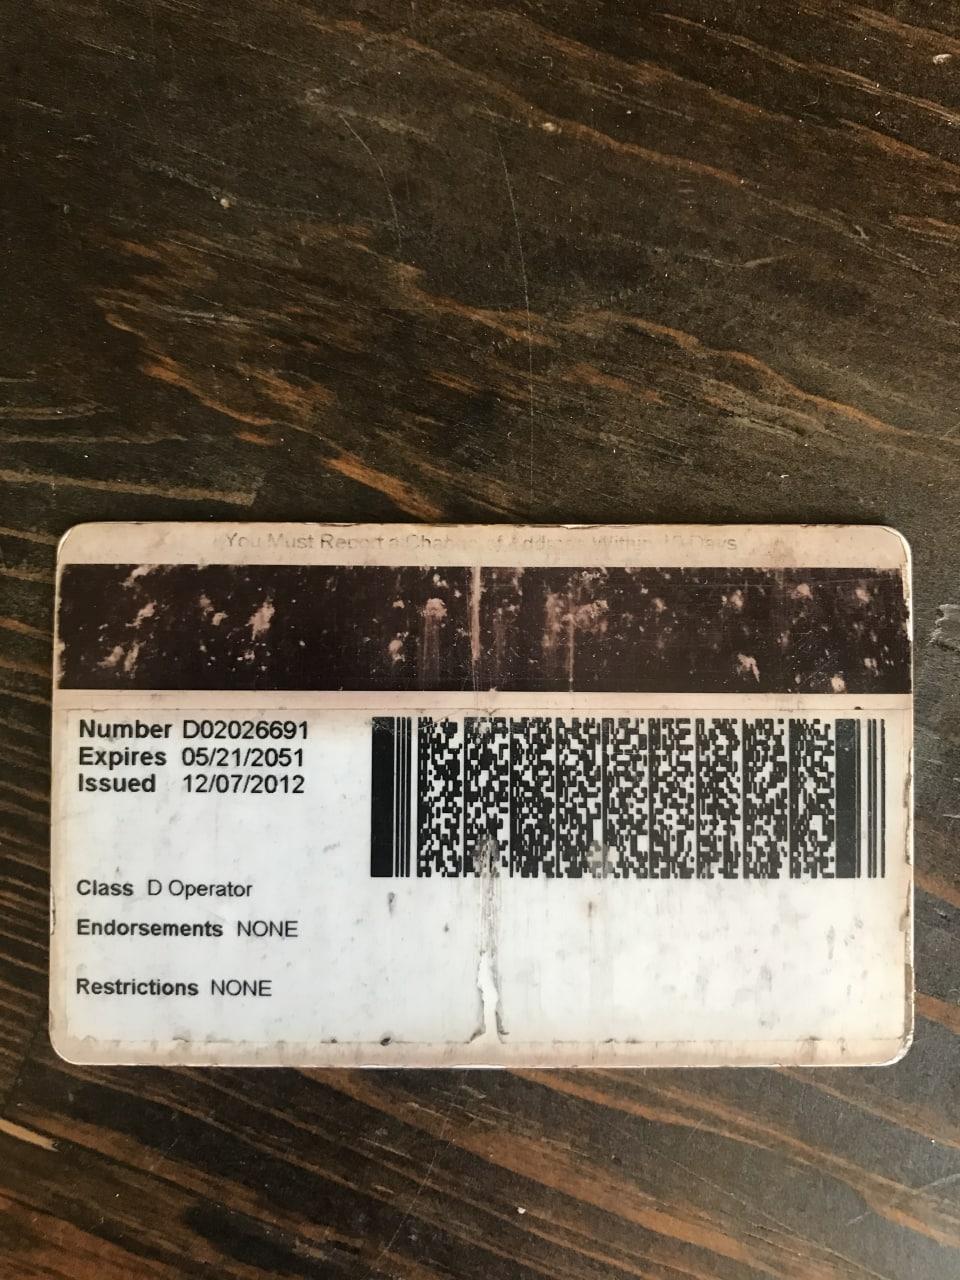 You Must Report a Change of Address Within 10 Days
Number D02026691
Expires 05/21/2051
Issued 12/07/2012
Class D Operator
Endorsements NONE
Restrictions NONE